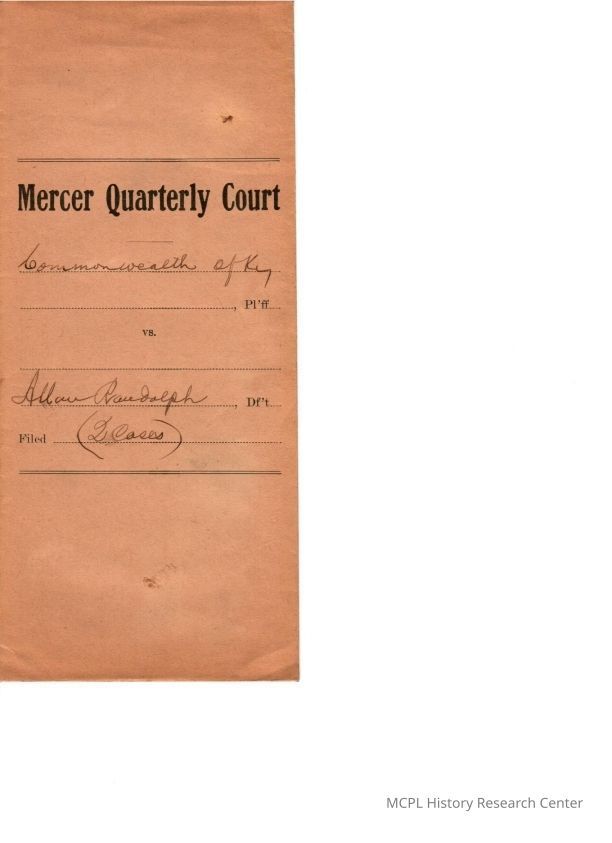 Mercer Quarterly Court
Commonwealth of Ky
, Pl'ff.
vs.
Allan Randolph , Df't.
Filed (2 Cases)
MCPL History Research Center